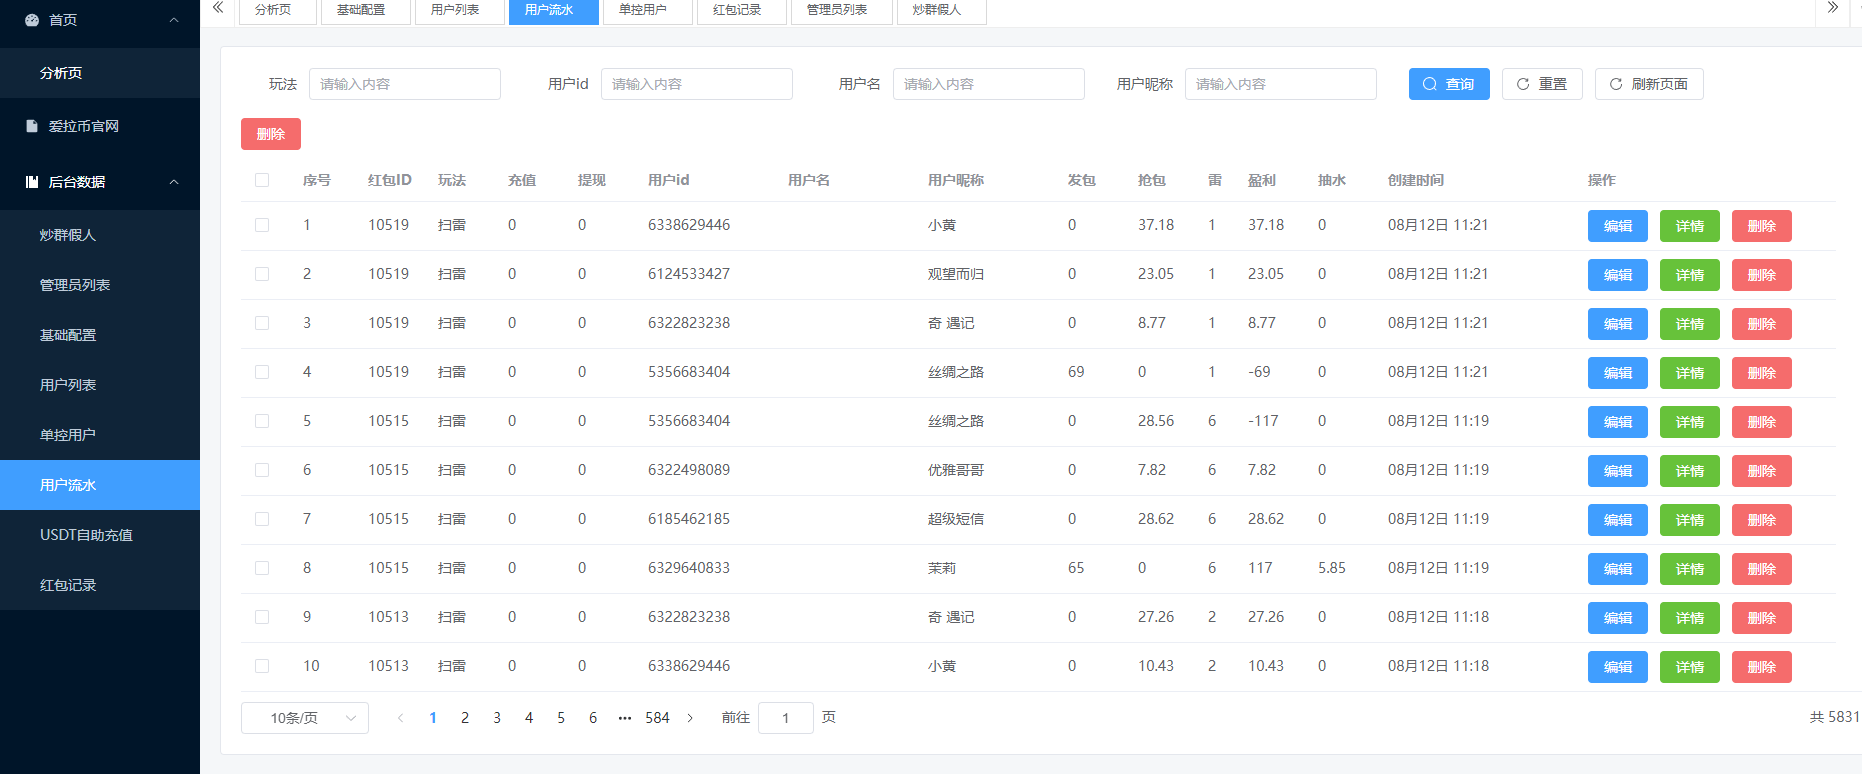 首页
分析页
爱拉币官网
后台数据
炒群假人
管理员列表
基础配置
用户列表
单控用户
用户流水
USDT自助充值
红包记录
分析页 基础配置 用户列表 用户流水 单控用户 红包记录 管理员列表 炒群假人
玩法 请输入内容 用户id 请输入内容 用户名 请输入内容 用户昵称 请输入内容 查询 重置 刷新页面
删除
序号 红包ID 玩法 充值 提现 用户id 用户名 用户昵称 发包 抢包 雷 盈利 抽水 创建时间 操作
1 10519 扫雷 0 0 6338629446 小黄 0 37.18 1 37.18 0 08月12日 11:21 编辑 详情 删除
2 10519 扫雷 0 0 6124533427 观望而归 0 23.05 1 23.05 0 08月12日 11:21 编辑 详情 删除
3 10519 扫雷 0 0 6322823238 奇 遇记 0 8.77 1 8.77 0 08月12日 11:21 编辑 详情 删除
4 10519 扫雷 0 0 5356683404 丝绸之路 69 0 1 -69 0 08月12日 11:21 编辑 详情 删除
5 10515 扫雷 0 0 5356683404 丝绸之路 0 28.56 6 -117 0 08月12日 11:19 编辑 详情 删除
6 10515 扫雷 0 0 6322498089 优雅哥哥 0 7.82 6 7.82 0 08月12日 11:19 编辑 详情 删除
7 10515 扫雷 0 0 6185462185 超级短信 0 28.62 6 28.62 0 08月12日 11:19 编辑 详情 删除
8 10515 扫雷 0 0 6329640833 茉莉 65 0 6 117 5.85 08月12日 11:19 编辑 详情 删除
9 10513 扫雷 0 0 6322823238 奇 遇记 0 27.26 2 27.26 0 08月12日 11:18 编辑 详情 删除
10 10513 扫雷 0 0 6338629446 小黄 0 10.43 2 10.43 0 08月12日 11:18 编辑 详情 删除
10条/页 1 2 3 4 5 6 ••• 584 前往 1 页 共 5831